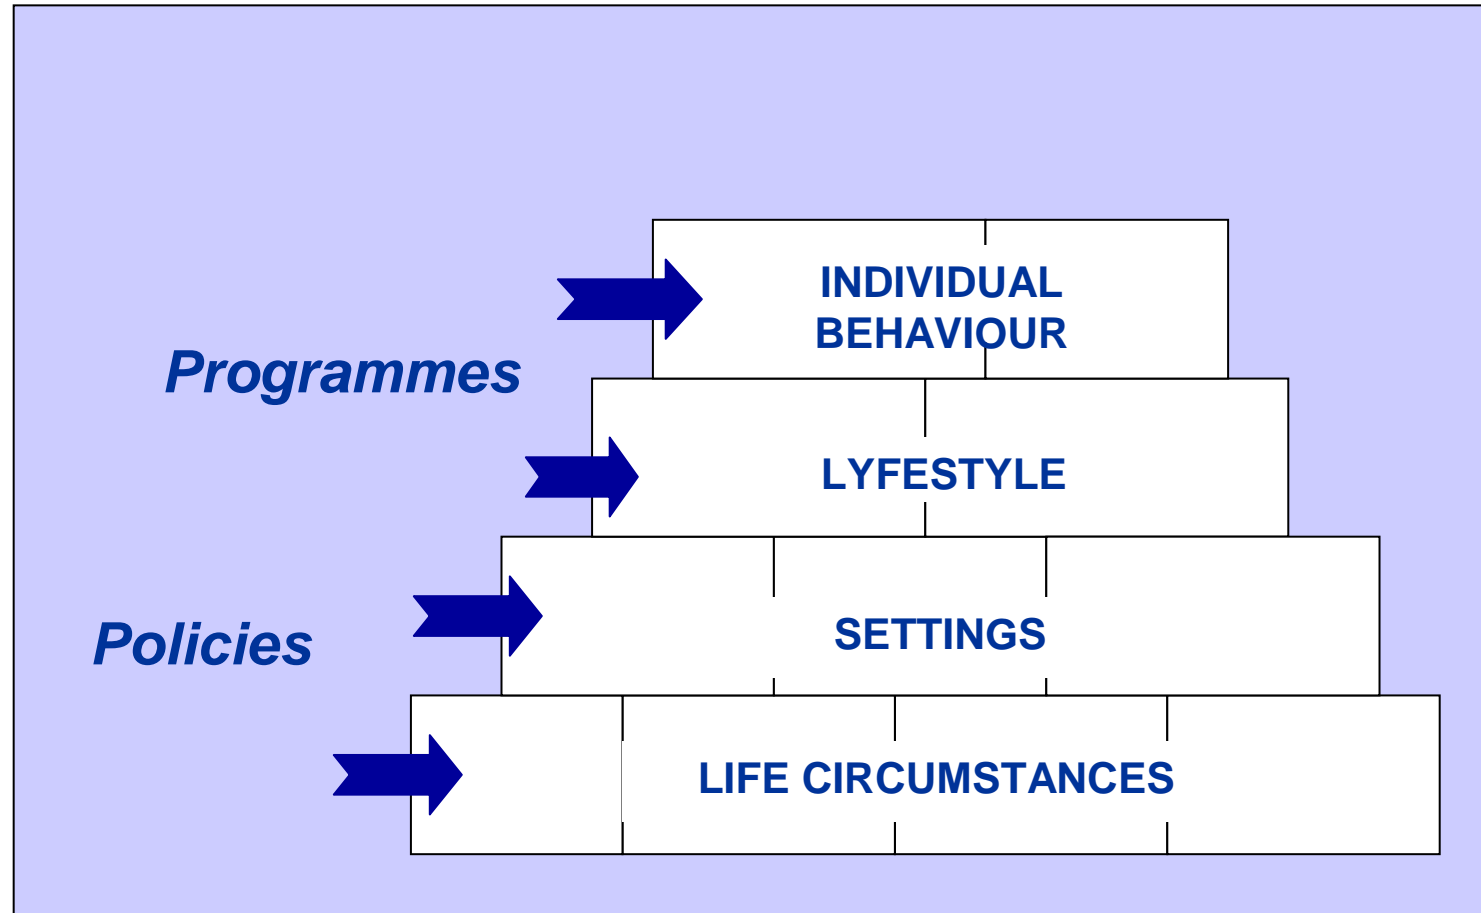 INDIVIDUAL
BEHAVIOUR
Programmes
LYFESTYLE
Policies
SETTINGS
LIFE CIRCUMSTANCES